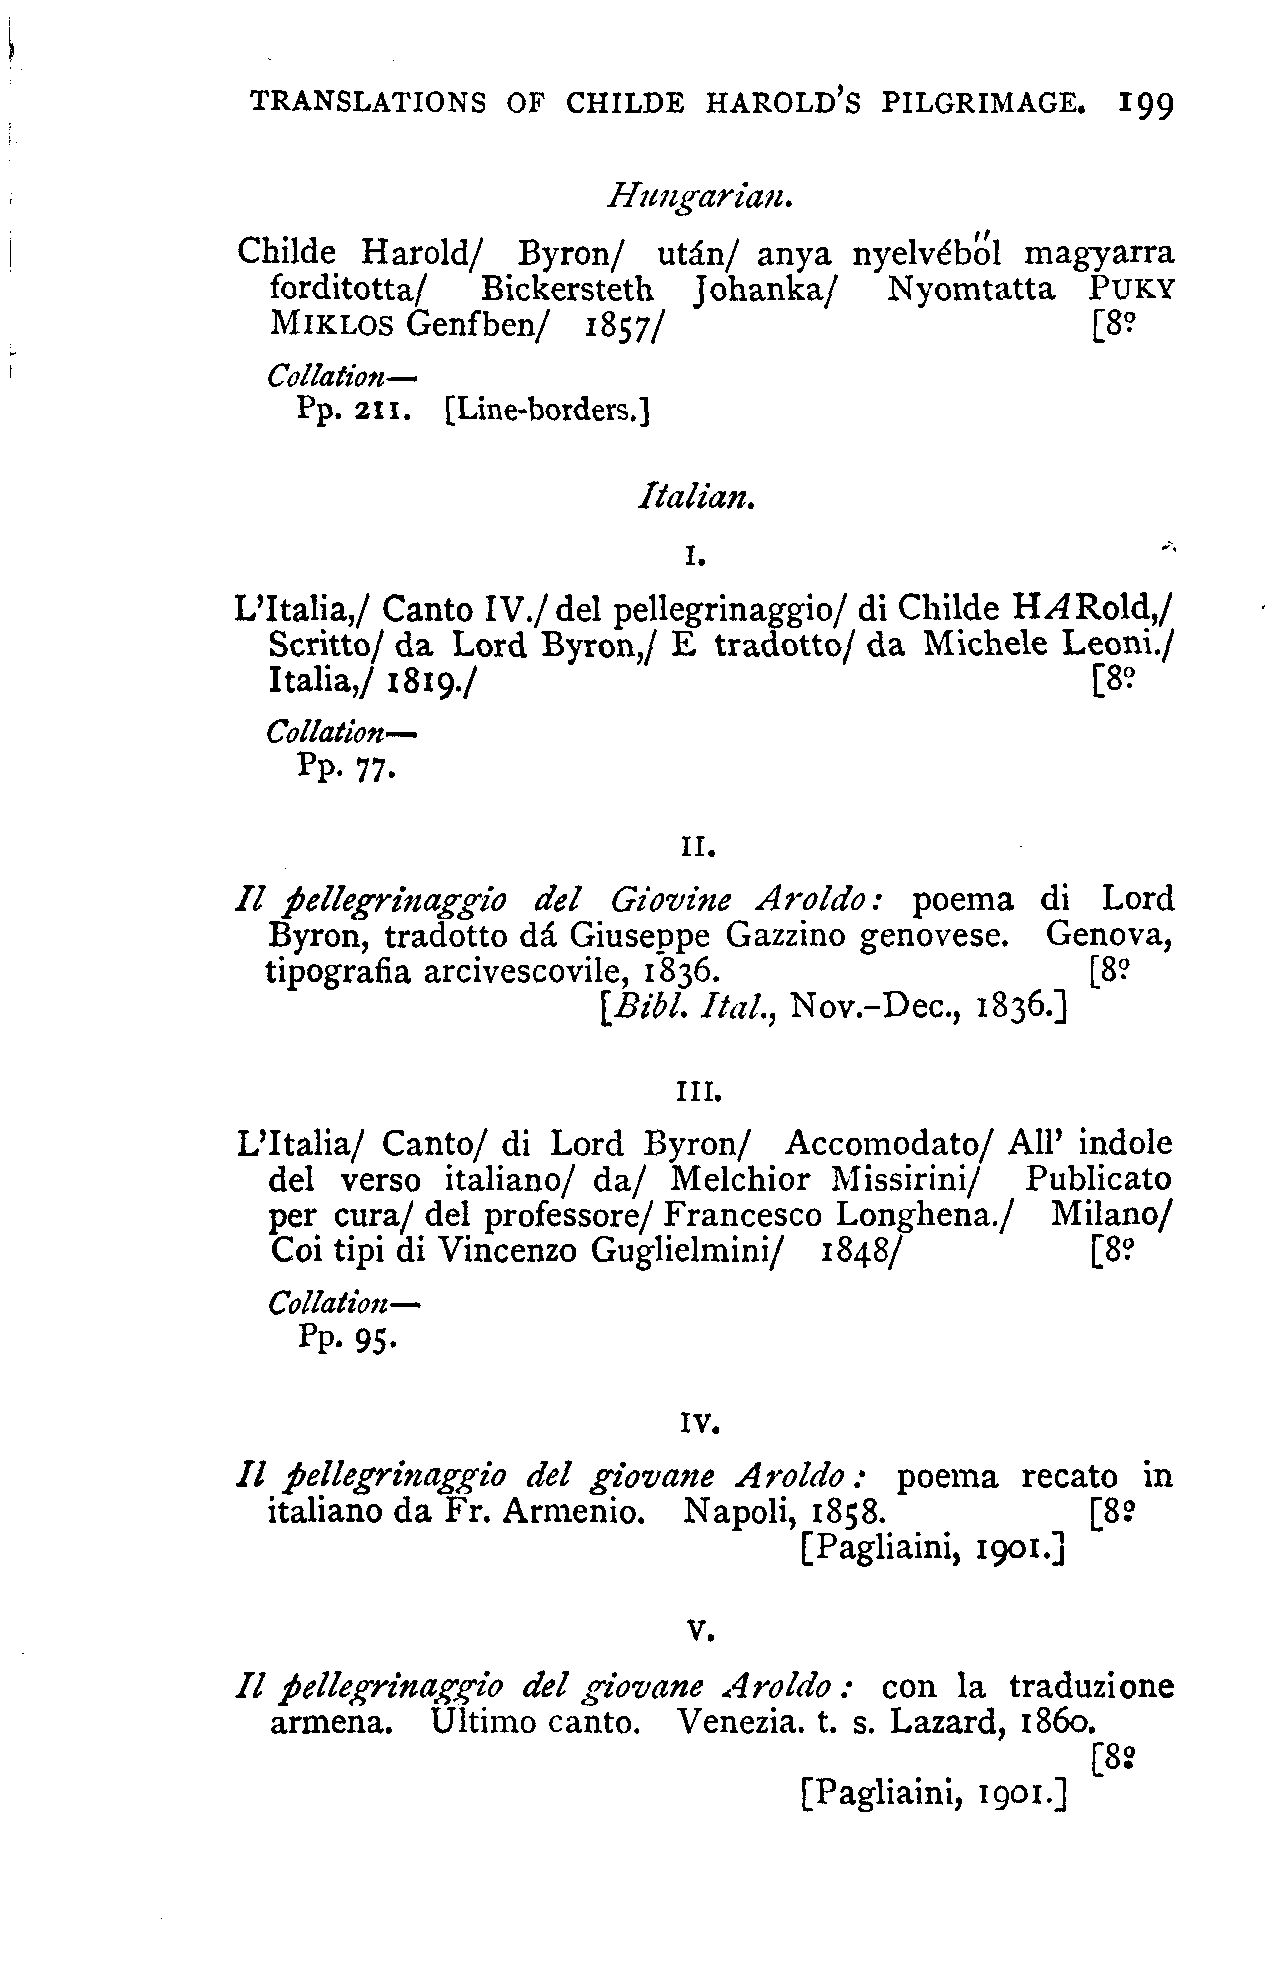 TRANSLATIONS OF CHILDE HAROLD'S PILGRIMAGE. 199
Hungarian.
Childe Harold/ Byron/után/ anya nyelvéből magyarra
forditotta/ Bickersteth Johanka/ Nyomtatta PUKY
MIKLOS Genfben/ 1857/ [8º
Collation—
Pp. 211. [Line-borders.]
Italian.
I.
L'Italia,/ Canto IV./ del pellegrinaggio/ di Childe HARold,/
Scritto/ da Lord Byron,/ E tradotto/ da Michele Leoni./
Italia,/ 1819./ [8º
Collation—
Pp. 77.
II.
Il pellegrinaggio del Giovine Aroldo: poema di Lord
Byron, tradotto dá Giuseppe Gazzino genovese. Genova,
tipografia arcivescovile, 1836. [8º
[Bibl. Ital., Nov.-Dec., 1836.]
III.
L'Italia/ Canto/ di Lord Byron/ Accomodato/ All' indole
del verso italiano/ da/ Melchior Missirini/ Publicato
per cura/ del professore/ Francesco Longhena./ Milano/
Coi tipi di Vincenzo Guglielmini/ 1848/ [8º
Collation—
Pp. 95.
IV.
Il pellegrinaggio del giovane Aroldo: poema recato in
italiano da Fr. Armenio. Napoli, 1858. [8º
[Pagliaini, 1901.]
V.
Il pellegrinaggio del giovane Aroldo: con la traduzione
armena. Ultimo canto. Venezia. t. s. Lazard, 1860.
[8º
[Pagliaini, 1901.]